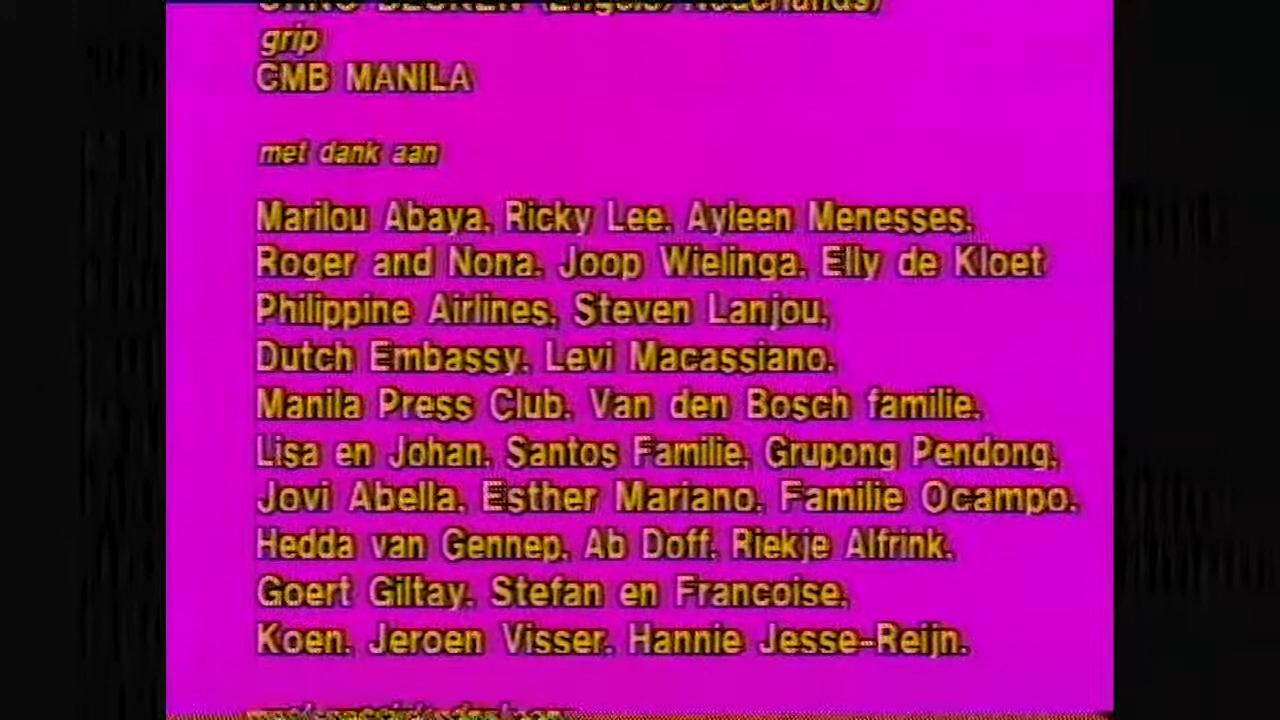 (Engels/Nederlands)
grip
CMB MANILA
met dank aan
Marilou Abaya, Ricky Lee, Ayleen Menesses,
Roger and Nona, Joop Wielinga, Elly de Kloet
Philippine Airlines, Steven Lanjou,
Dutch Embassy, Levi Macassiano,
Manila Press Club, Van den Bosch familie,
Lisa en Johan, Santos Familie, Grupong Pendong,
Jovi Abella, Esther Mariano, Familie Ocampo,
Hedda van Gennep, Ab Doff, Riekje Alfrink,
Goert Giltay, Stefan en Francoise,
Koen, Jeroen Visser, Hannie Jesse-Reijn.